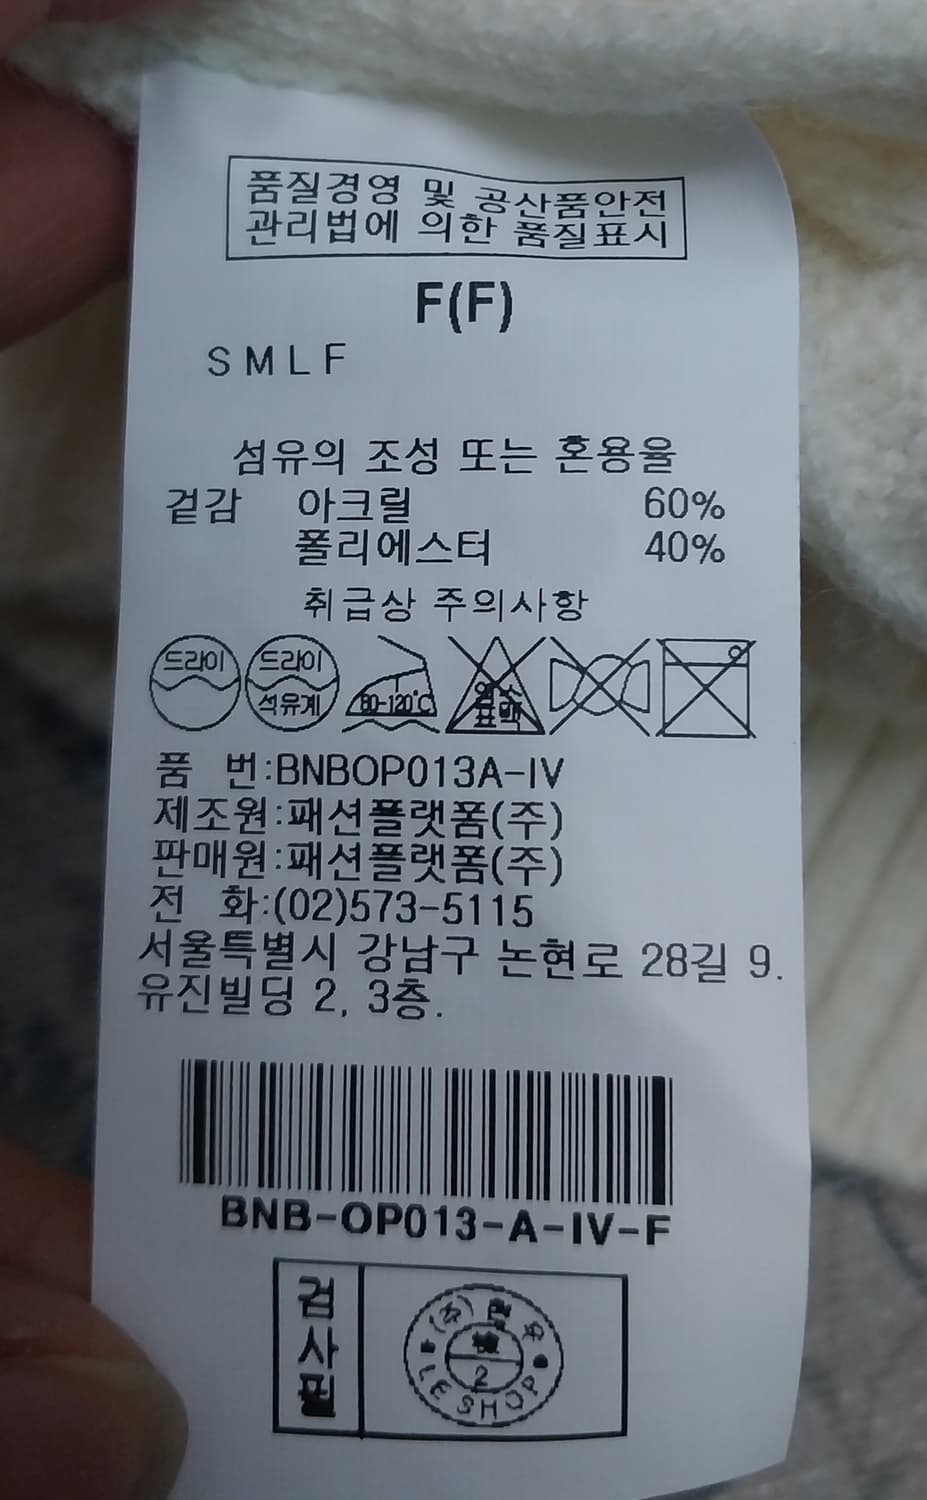 품질경영 및 공산품안전
관리법에 의한 품질표시
F(F)
S M L F
섬유의 조성 또는 혼용율
겉감 아크릴 60%
폴리에스터 40%
취급상 주의사항
드라이 드라이 석유계 80-120℃ 염소 표백
품 번:BNBOP013A-IV
제조원:패션플랫폼(주)
판매원:패션플랫폼(주)
전 화:(02)573-5115
서울특별시 강남구 논현로 28길 9.
유진빌딩 2, 3층.
BNB-OP013-A-IV-F
검사필
(주)
2
LE SHOP